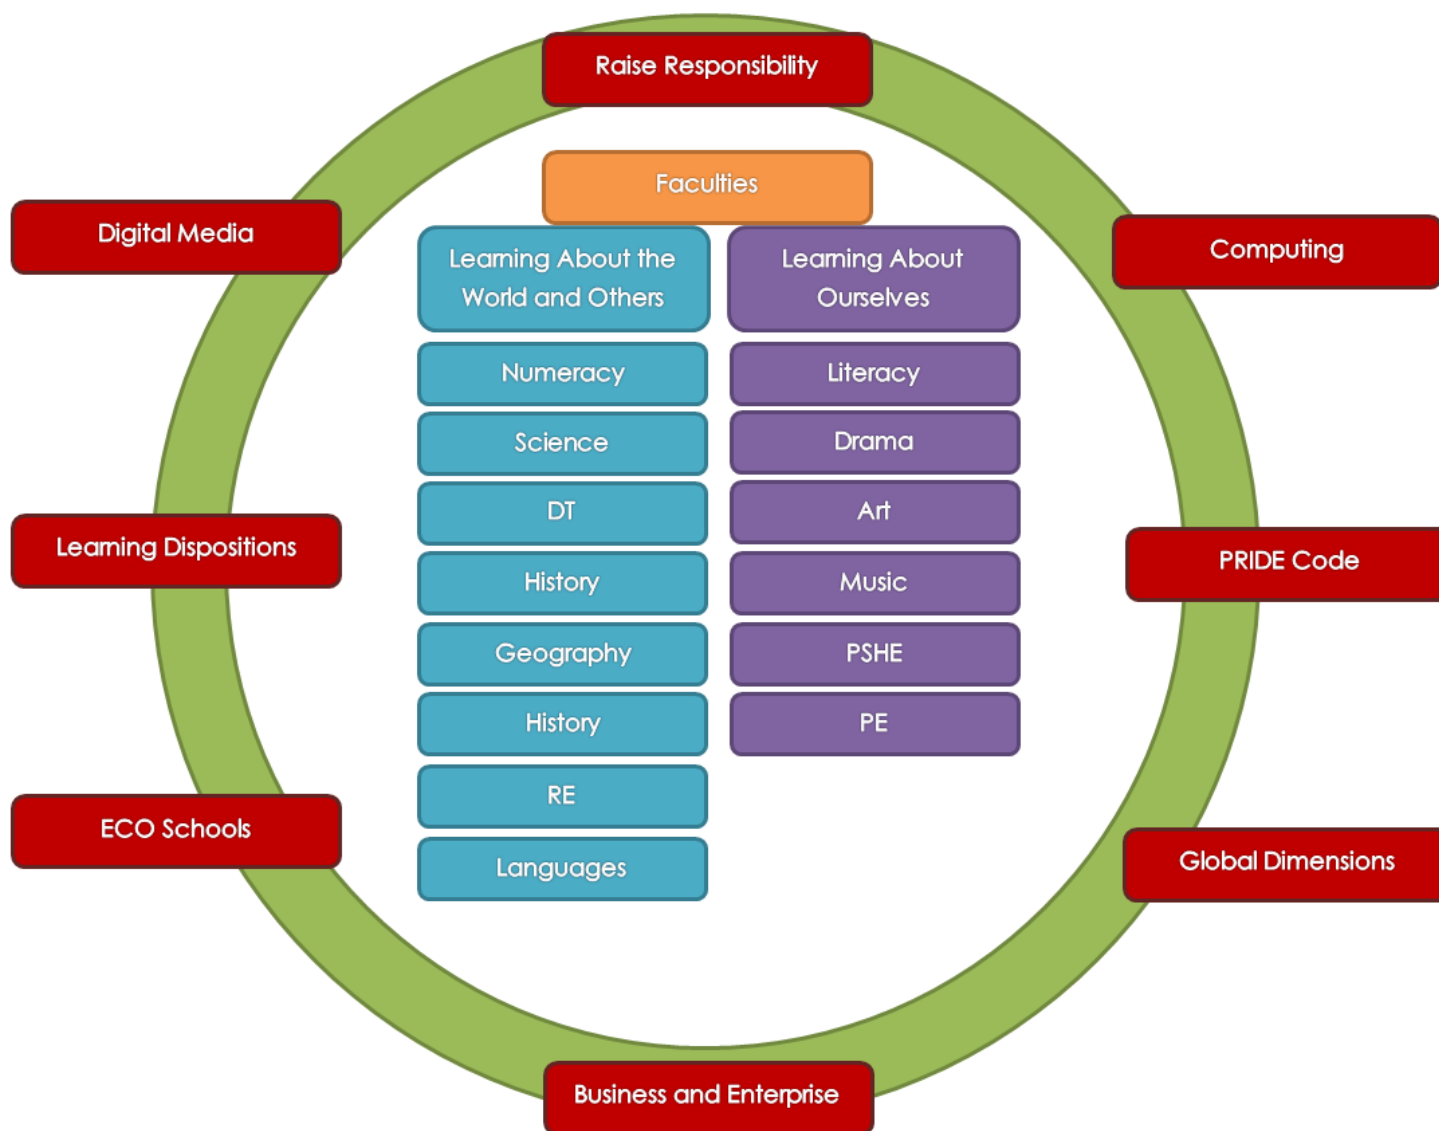 Raise Responsibility
Faculties
Digital Media
Computing
Learning About the
World and Others
Learning About
Ourselves
Numeracy
Literacy
Science
Drama
DT
Art
Learning Dispositions
PRIDE Code
History
Music
Geography
PSHE
History
PE
RE
ECO Schools
Global Dimensions
Languages
Business and Enterprise